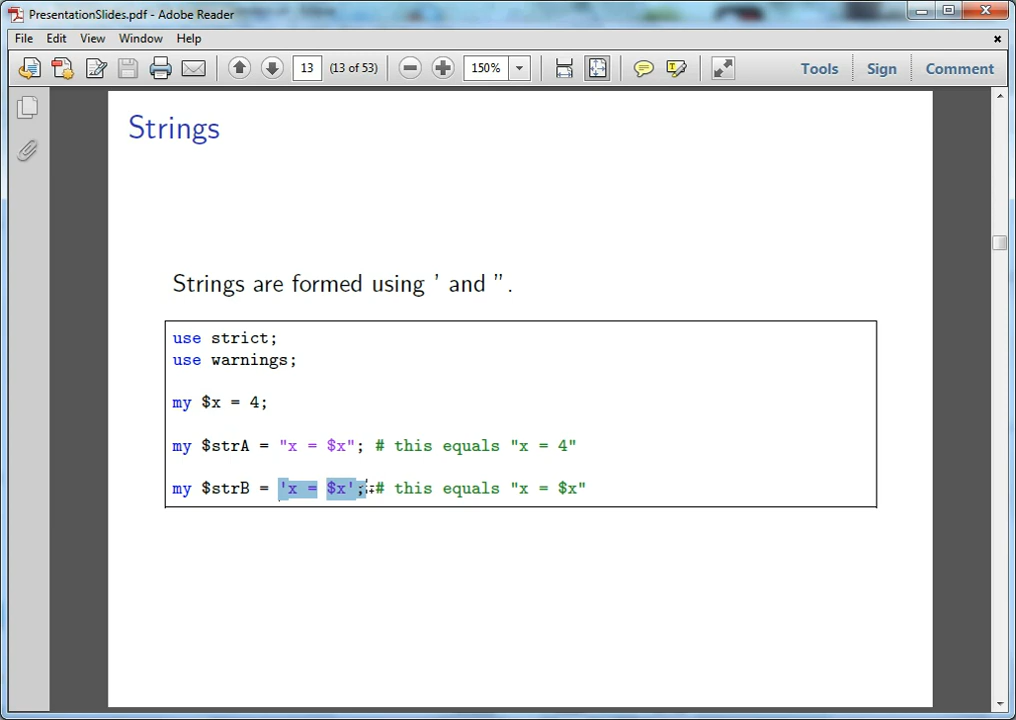 PresentationSlides.pdf - Adobe Reader
File Edit View Window Help
13 (13 of 53) 150% Tools Sign Comment
Strings
Strings are formed using ’ and ”.
use strict;
use warnings;
my $x = 4;
my $strA = "x = $x"; # this equals "x = 4"
my $strB = 'x = $x'; # this equals "x = $x"